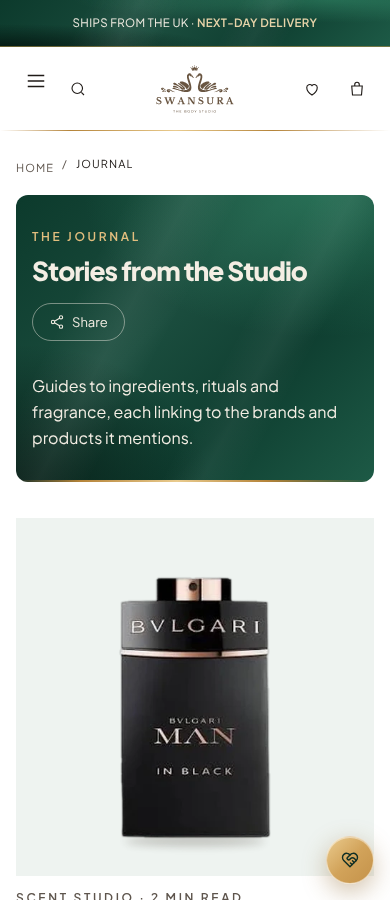 SHIPS FROM THE UK · NEXT-DAY DELIVERY
SWANSURA
THE BODY STUDIO
HOME / JOURNAL
THE JOURNAL
Stories from the Studio
Share
Guides to ingredients, rituals and
fragrance, each linking to the brands and
products it mentions.
BVLGARI
BVLGARI
MAN
IN BLACK
SCENT STUDIO · 2 MIN READ